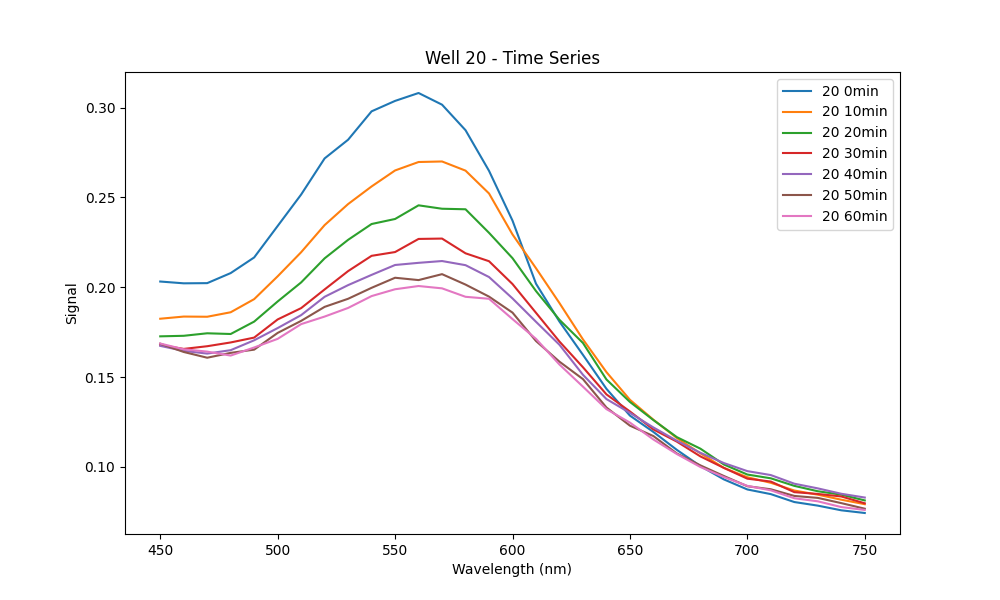 Well 20 - Time Series
Signal
0.30
0.25
0.20
0.15
0.10
450 500 550 600 650 700 750
Wavelength (nm)
20 0min
20 10min
20 20min
20 30min
20 40min
20 50min
20 60min